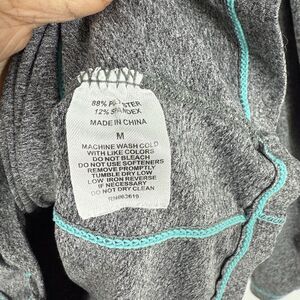 88% POLYESTER
12% SPANDEX
MADE IN CHINA
M
MACHINE WASH COLD
WITH LIKE COLORS
DO NOT BLEACH
DO NOT USE SOFTENERS
REMOVE PROMPTLY
TUMBLE DRY LOW
LOW IRON REVERSE
IF NECESSARY
DO NOT DRY CLEAN